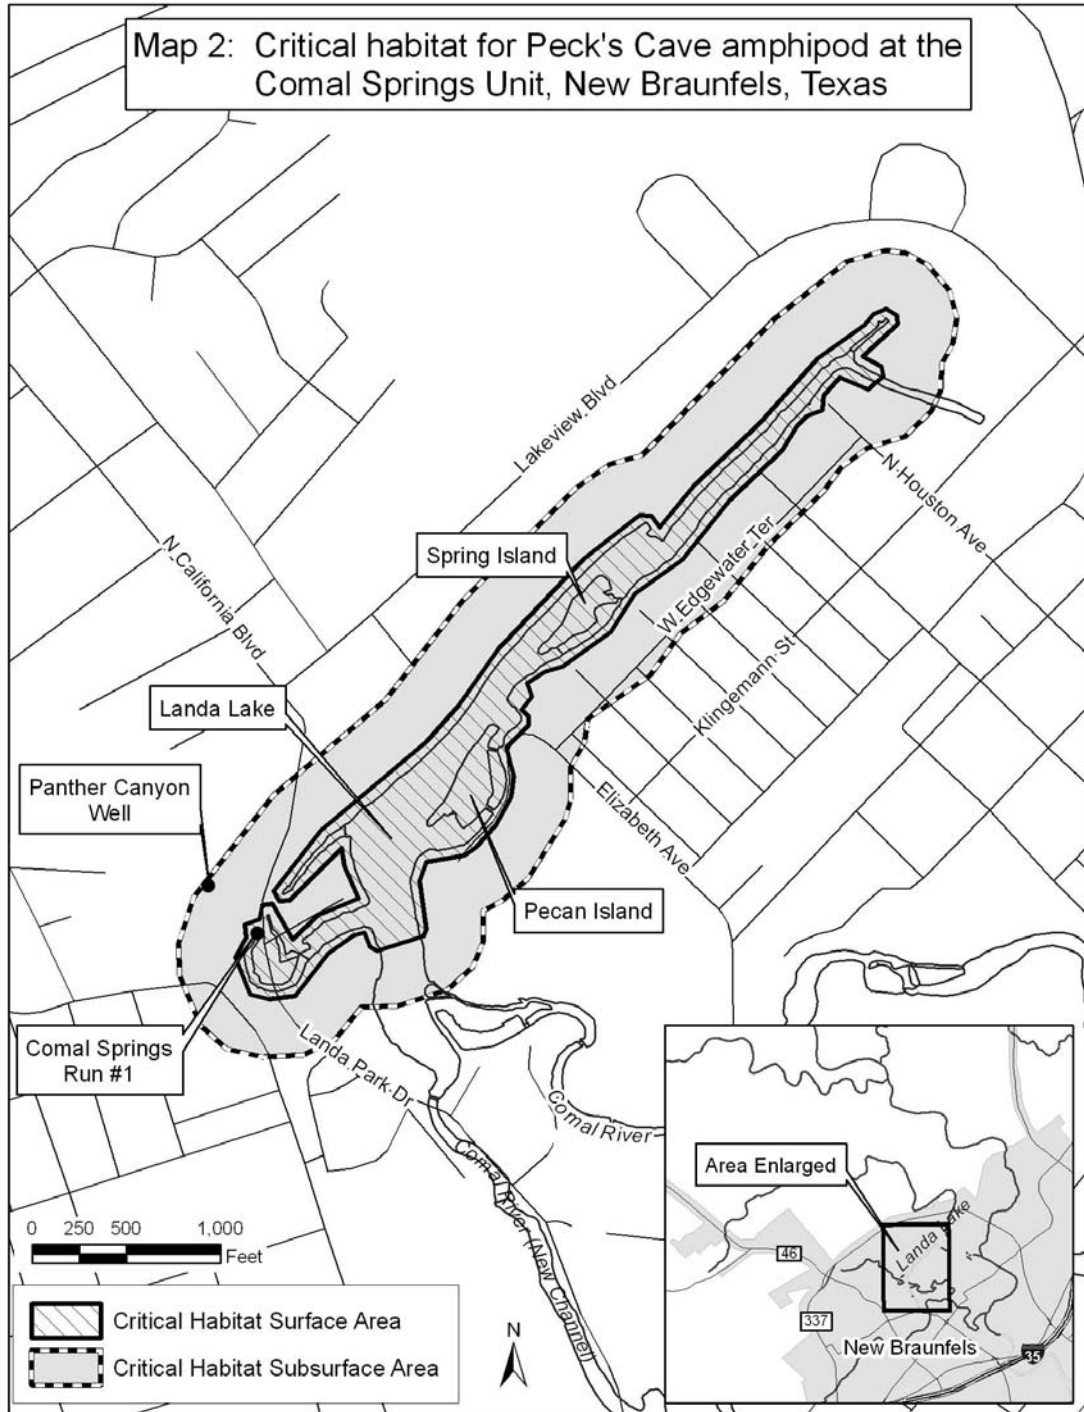 Map 2: Critical habitat for Peck's Cave amphipod at the
Comal Springs Unit, New Braunfels, Texas
Lakeview Blvd
N Houston Ave
N California Blvd
Spring Island
W Edgewater Ter
Klingemann St
Landa Lake
Panther Canyon
Well
Elizabeth Ave
Pecan Island
Comal Springs
Run #1
Landa Park Dr
Comal River
Comal River (New Channel)
0 250 500 1,000
Feet
Critical Habitat Surface Area
Critical Habitat Subsurface Area
N
Area Enlarged
Landa Lake
46
337
New Braunfels
35